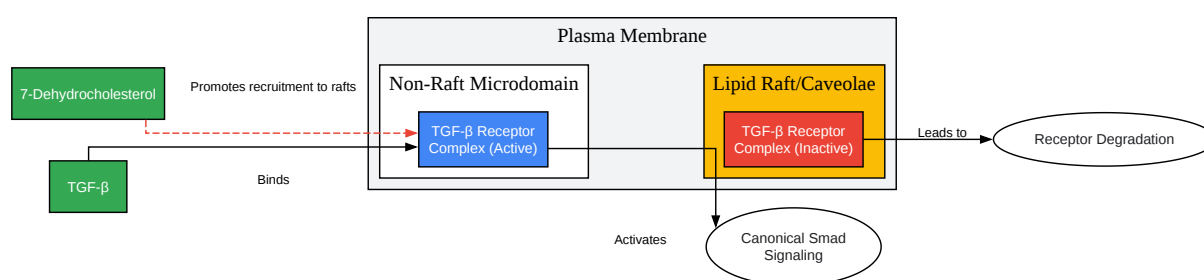 Plasma Membrane
Non-Raft Microdomain
Lipid Raft/Caveolae
7-Dehydrocholesterol
Promotes recruitment to rafts
TGF-β Receptor
Complex (Active)
TGF-β Receptor
Complex (Inactive)
Leads to
Receptor Degradation
TGF-β
Binds
Activates
Canonical Smad
Signaling